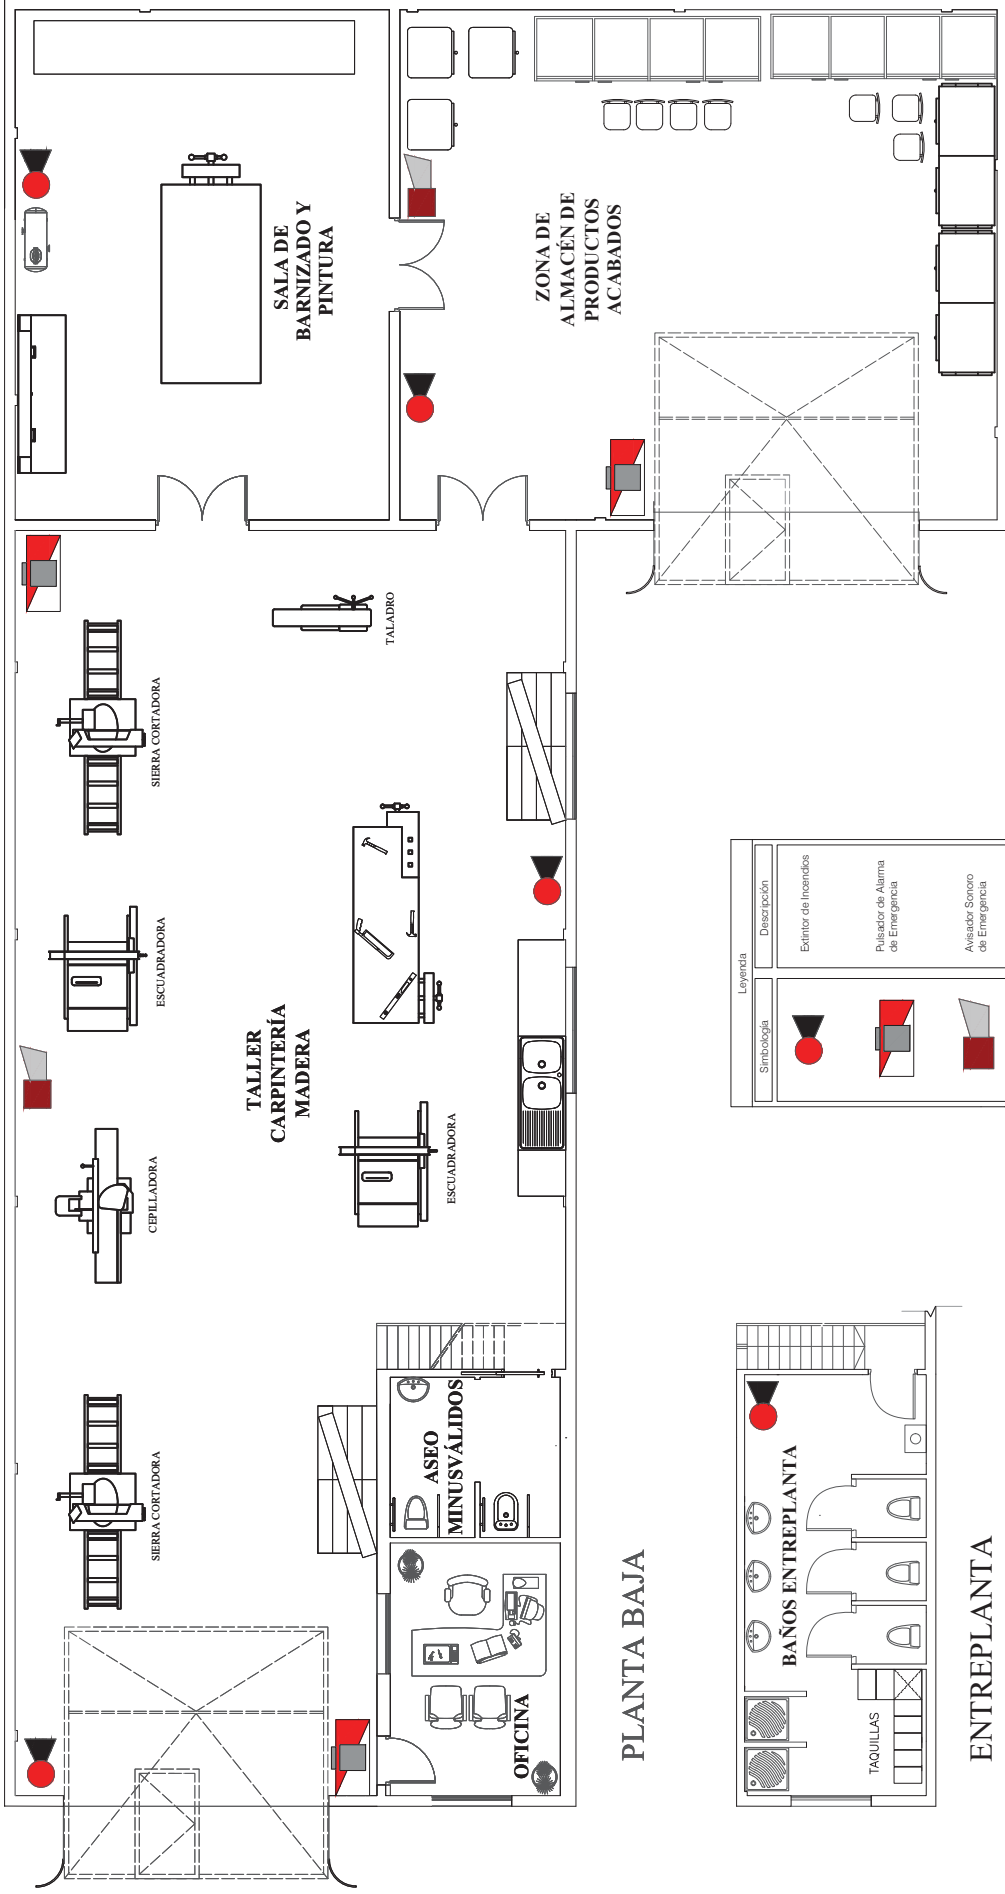 SALA DE
BARNIZADO Y
PINTURA
ZONA DE
ALMACÉN DE
PRODUCTOS
ACABADOS
TALADRO
SIERRA CORTADORA
ESCUADRADORA
TALLER
CARPINTERÍA
MADERA
CEPILLADORA
ESCUADRADORA
SIERRA CORTADORA
ASEO
MINUSVÁLIDOS
OFICINA
PLANTA BAJA
Leyenda
Simbología
Descripción
Extintor de Incendios
Pulsador de Alarma
de Emergencia
Avisador Sonoro
de Emergencia
BAÑOS ENTREPLANTA
TAQUILLAS
ENTREPLANTA